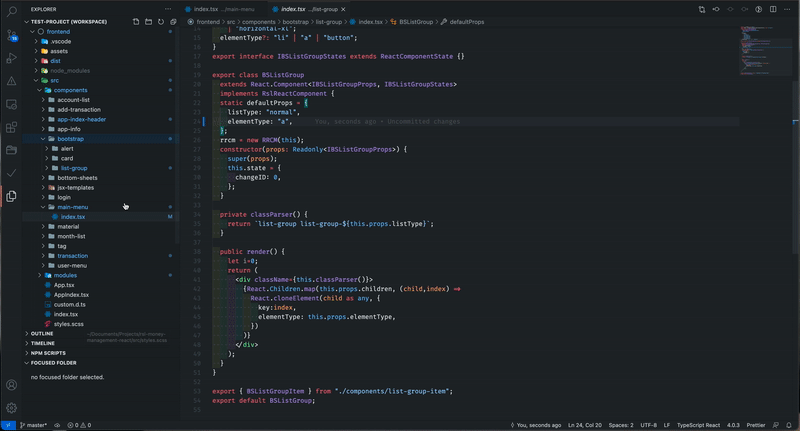 EXPLORER
TEST-PROJECT (WORKSPACE)
frontend
.vscode
assets
dist
node_modules
src
components
account-list
add-transaction
app-index-header
app-info
bootstrap
alert
card
list-group
bottom-sheets
jsx-templates
login
main-menu
index.tsx M
material
month-list
tag
transaction
user-menu
modules
App.tsx
AppIndex.tsx
custom.d.ts
index.tsx
styles.scss
OUTLINE
TIMELINE
NPM SCRIPTS
FOCUSED FOLDER
no focused folder selected.
index.tsx .../main-menu
index.tsx .../list-group
frontend > src > components > bootstrap > list-group > index.tsx > BSListGroup > defaultProps
elementType?: "li" | "a" | "button";
}
export interface IBSListGroupStates extends ReactComponentState {}
export class BSListGroup
extends React.Component<IBSListGroupProps, IBSListGroupStates>
implements RslReactComponent {
static defaultProps = {
listType: "normal",
elementType: "a", You, seconds ago • Uncommitted changes
};
rrcm = new RRCM(this);
constructor(props: Readonly<IBSListGroupProps>) {
super(props);
this.state = {
changeID: 0,
};
}
private classParser() {
return `list-group list-group-${this.props.listType}`;
}
public render() {
let i=0;
return (
<div className={this.classParser()}>
{React.Children.map(this.props.children, (child,index) =>
React.cloneElement(child as any, {
key:index,
elementType: this.props.elementType,
})
)}
</div>
);
}
}
export { BSListGroupItem } from "./components/list-group-item";
export default BSListGroup;
master* 0 0 You, seconds ago Ln 24, Col 20 Spaces: 2 UTF-8 LF TypeScript React 4.0.3 Prettier